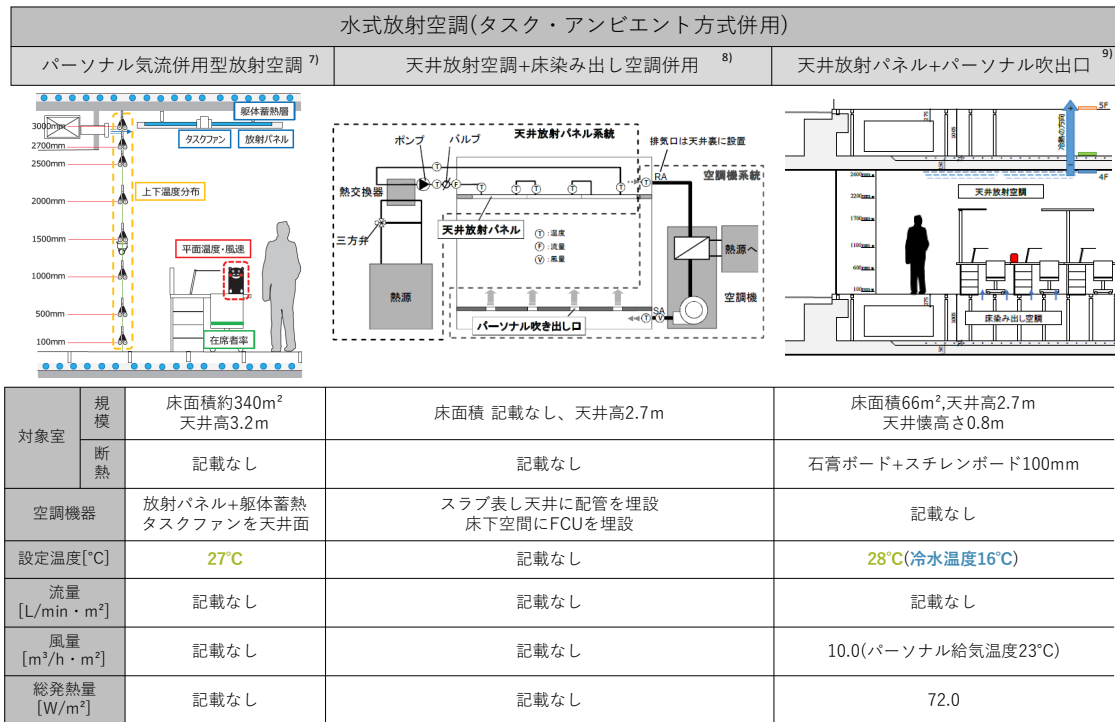 水式放射空調(タスク・アンビエント方式併用)
パーソナル気流併用型放射空調 7)
天井放射空調+床染み出し空調併用 8)
天井放射パネル+パーソナル吹出口 9)
躯体蓄熱層
タスクファン
放射パネル
上下温度分布
平面温度・風速
在席者率
3000mm
2700mm
2500mm
2000mm
1500mm
1000mm
500mm
100mm
天井放射パネル系統
ポンプ
バルブ
排気口は天井裏に設置
空調機系統
熱交換器
T
T
F
T
T
T
T
T
RA
天井放射パネル
三方弁
T :温度
F :流量
V :風量
熱源
熱源へ
空調機
SA
T
V
パーソナル吹き出し口
5F
冷熱の方向
275
1005
150
4F
2400mm
2200mm
1700mm
1100mm
600mm
100mm
天井放射空調
床染み出し空調
275
1005
対象室
規模
床面積約340m²
天井高3.2m
床面積 記載なし、天井高2.7m
床面積66m²,天井高2.7m
天井懐高さ0.8m
断熱
記載なし
記載なし
石膏ボード+スチレンボード100mm
空調機器
放射パネル+躯体蓄熱
タスクファンを天井面
スラブ表し天井に配管を埋設
床下空間にFCUを埋設
記載なし
設定温度[°C]
27°C
記載なし
28°C(冷水温度16°C)
流量
[L/min・m²]
記載なし
記載なし
記載なし
風量
[m³/h・m²]
記載なし
記載なし
10.0(パーソナル給気温度23°C)
総発熱量
[W/m²]
記載なし
記載なし
72.0